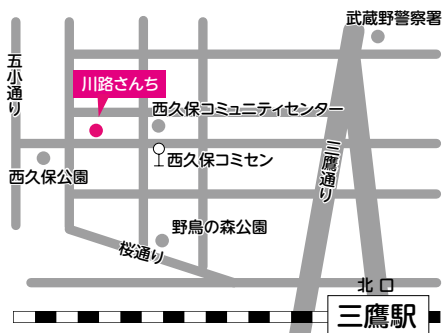 武蔵野警察署
五小通り
川路さんち
西久保コミュニティセンター
西久保コミセン
三鷹通り
西久保公園
野鳥の森公園
桜通り
北口
三鷹駅